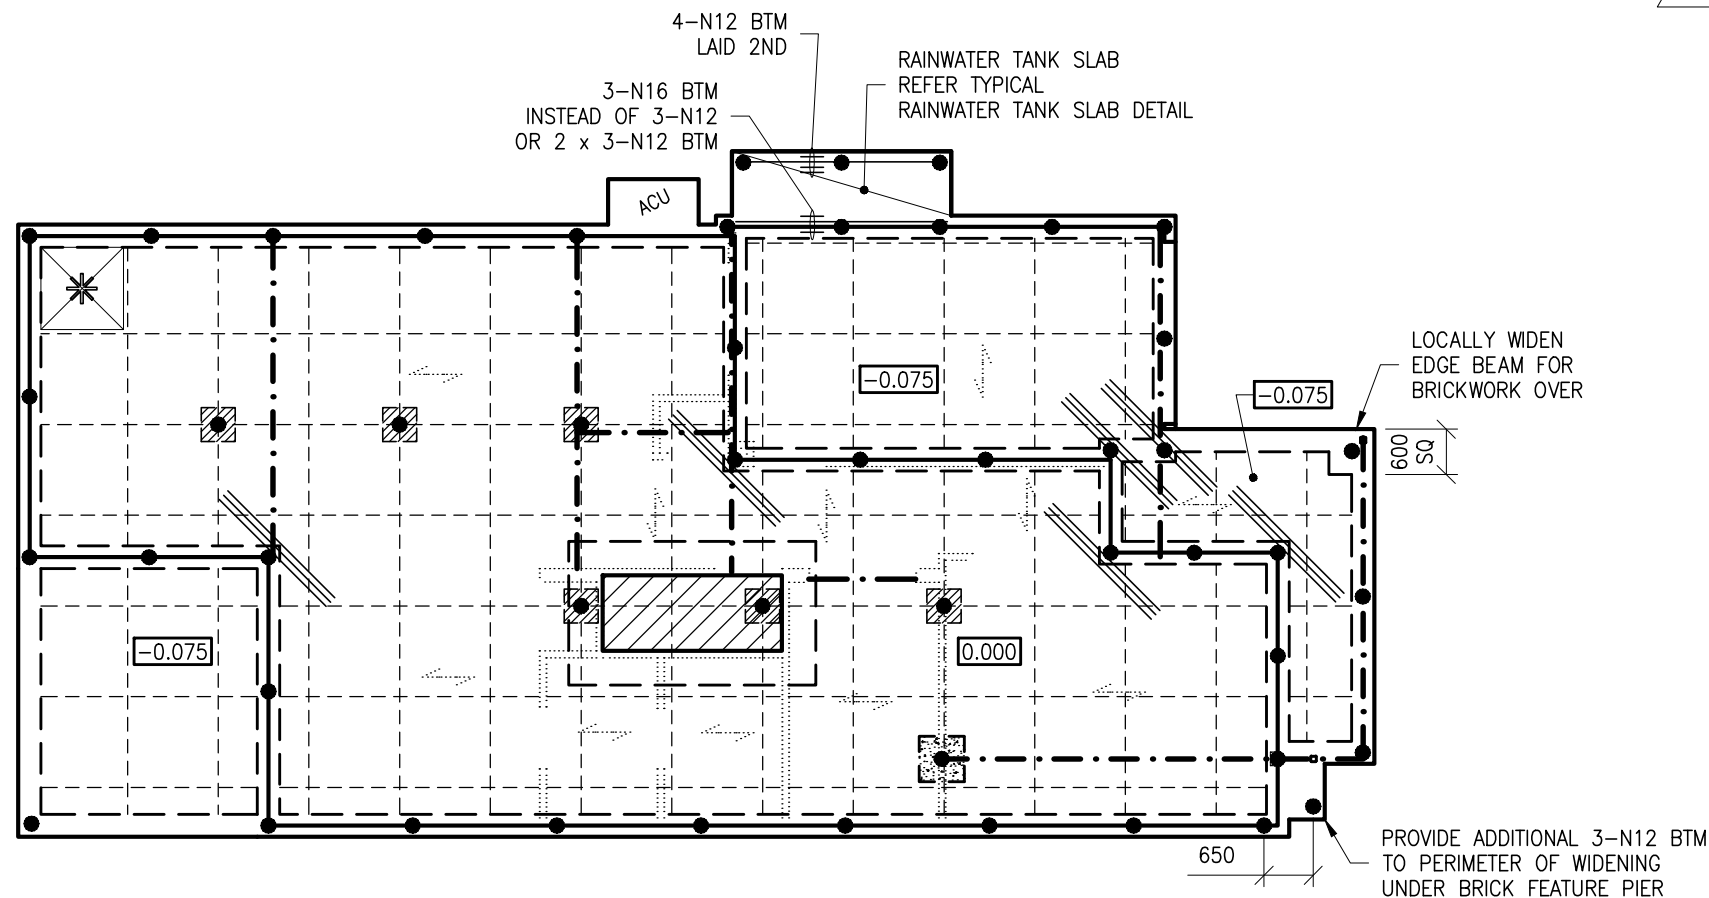 4-N12 BTM
LAID 2ND
RAINWATER TANK SLAB
REFER TYPICAL
RAINWATER TANK SLAB DETAIL
3-N16 BTM
INSTEAD OF 3-N12
OR 2 x 3-N12 BTM
ACU
LOCALLY WIDEN
EDGE BEAM FOR
BRICKWORK OVER
-0.075
-0.075
600
SQ
-0.075
0.000
650
PROVIDE ADDITIONAL 3-N12 BTM
TO PERIMETER OF WIDENING
UNDER BRICK FEATURE PIER